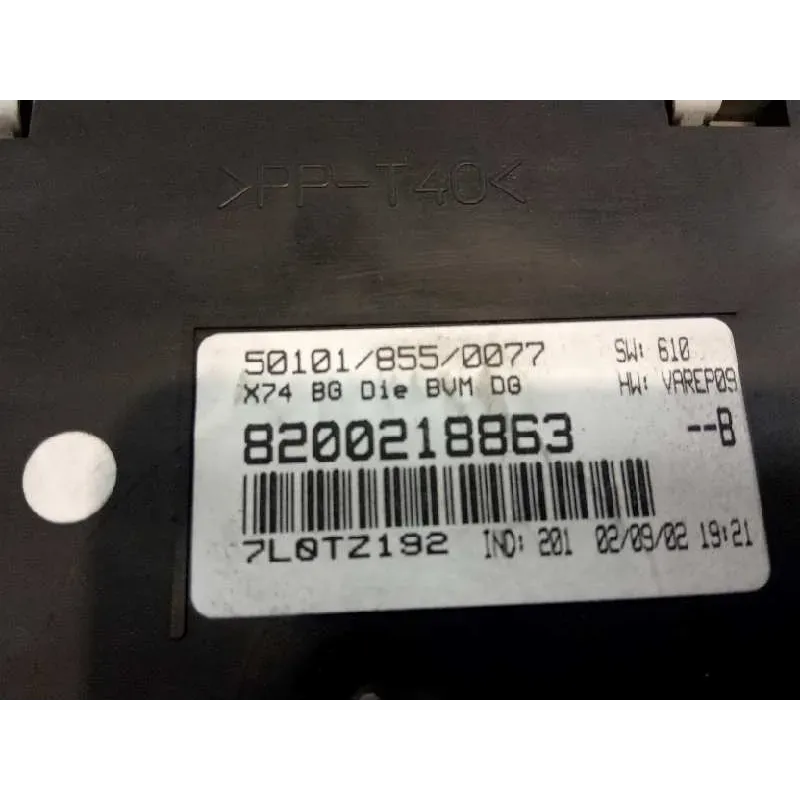 >PP-T40<
50101/855/0077 SW: 610
X74 BG Die BVM DG HW: VAREP09
8200218863 --B
7L0TZ192 IND: 201 02/09/02 19:21